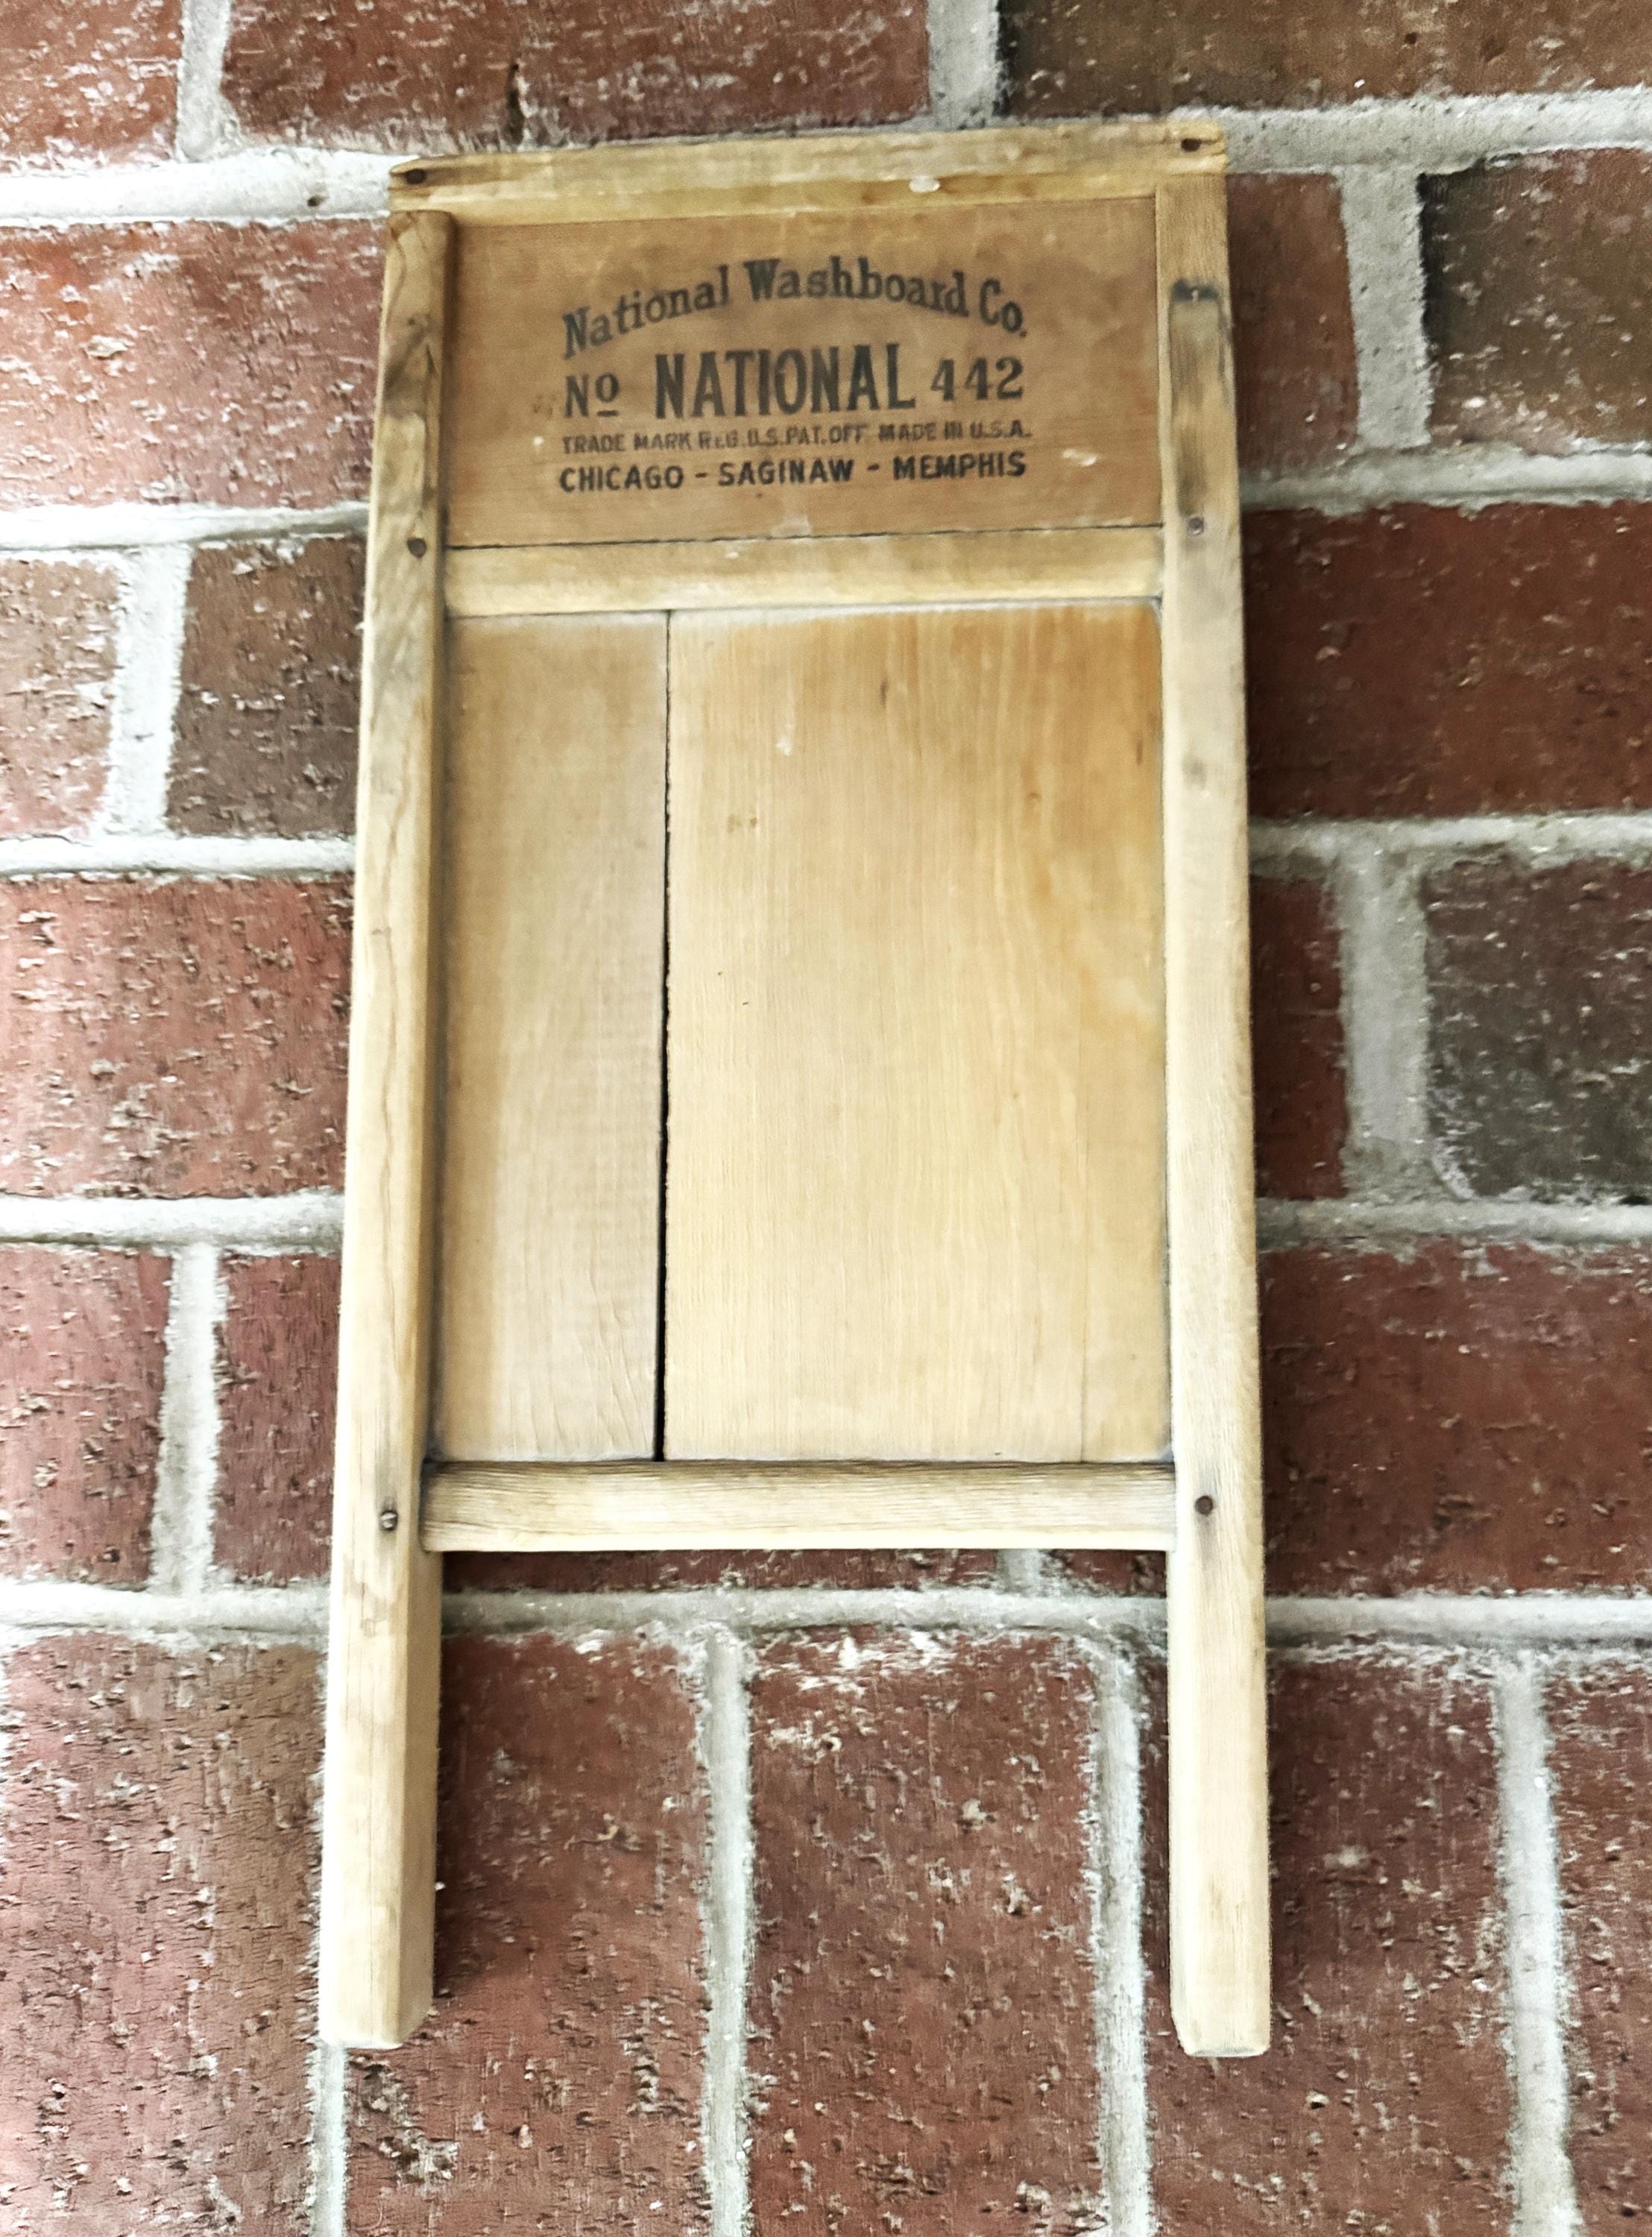 National Washboard Co.
Nº NATIONAL 442
TRADE MARK REG.U.S.PAT.OFF. MADE IN U.S.A.
CHICAGO - SAGINAW - MEMPHIS